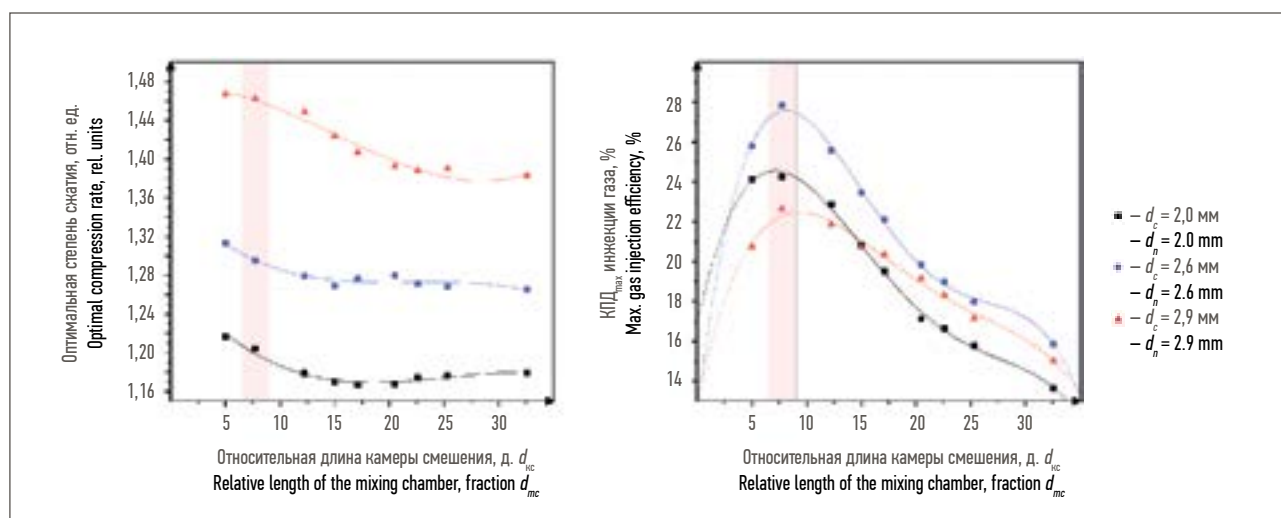 Оптимальная степень сжатия, отн. ед.
Optimal compression rate, rel. units
1,48
1,44
1,40
1,36
1,32
1,28
1,24
1,20
1,16
5 10 15 20 25 30
Относительная длина камеры смешения, д. dкс
Relative length of the mixing chamber, fraction dmc
КПДmax инжекции газа, %
Max. gas injection efficiency, %
28
26
24
22
20
18
16
14
5 10 15 20 25 30
Относительная длина камеры смешения, д. dкс
Relative length of the mixing chamber, fraction dmc
– dc = 2,0 мм
– dn = 2.0 mm
– dc = 2,6 мм
– dn = 2.6 mm
– dc = 2,9 мм
– dn = 2.9 mm